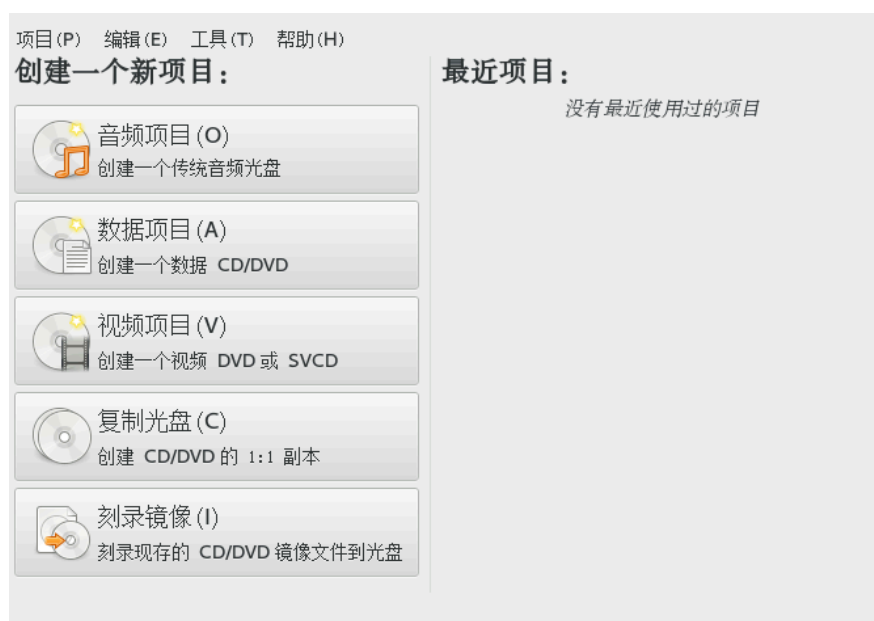 项目(P) 编辑(E) 工具(T) 帮助(H)
创建一个新项目：
音频项目(O)
创建一个传统音频光盘
数据项目(A)
创建一个数据 CD/DVD
视频项目(V)
创建一个视频 DVD 或 SVCD
复制光盘(C)
创建 CD/DVD 的 1:1 副本
刻录镜像(I)
刻录现存的 CD/DVD 镜像文件到光盘
最近项目：
没有最近使用过的项目